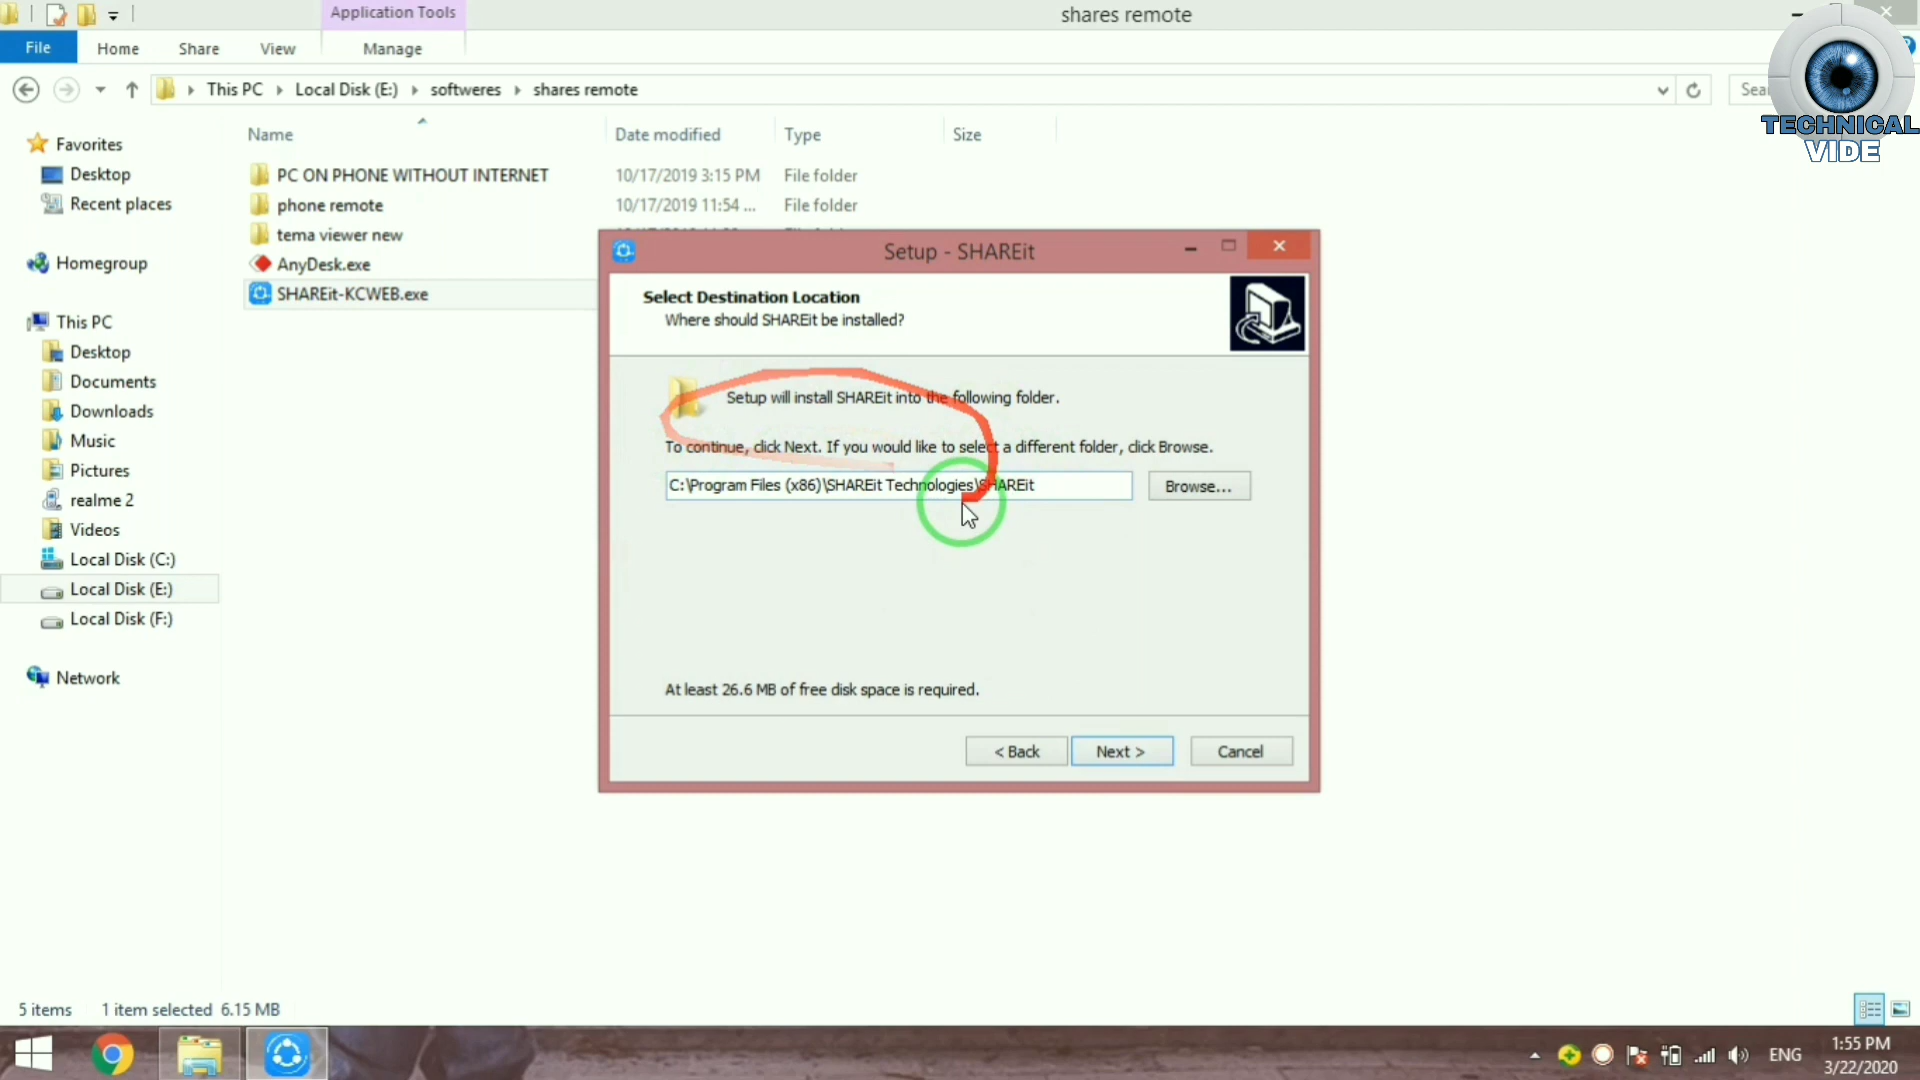 Application Tools
shares remote
File
Home
Share
View
Manage
This PC
Local Disk (E:)
softweres
shares remote
TECHNICAL
VIDE
Name
Date modified
Type
Size
Favorites
Desktop
Recent places
Homegroup
This PC
Desktop
Documents
Downloads
Music
Pictures
realme 2
Videos
Local Disk (C:)
Local Disk (E:)
Local Disk (F:)
Network
PC ON PHONE WITHOUT INTERNET
10/17/2019 3:15 PM
File folder
phone remote
10/17/2019 11:54 ...
File folder
tema viewer new
AnyDesk.exe
SHAREit-KCWEB.exe
Setup - SHAREit
Select Destination Location
Where should SHAREit be installed?
Setup will install SHAREit into the following folder.
To continue, click Next. If you would like to select a different folder, click Browse.
C:\Program Files (x86)\SHAREit Technologies\SHAREit
Browse...
At least 26.6 MB of free disk space is required.
< Back
Next >
Cancel
5 items
1 item selected 6.15 MB
ENG
1:55 PM
3/22/2020